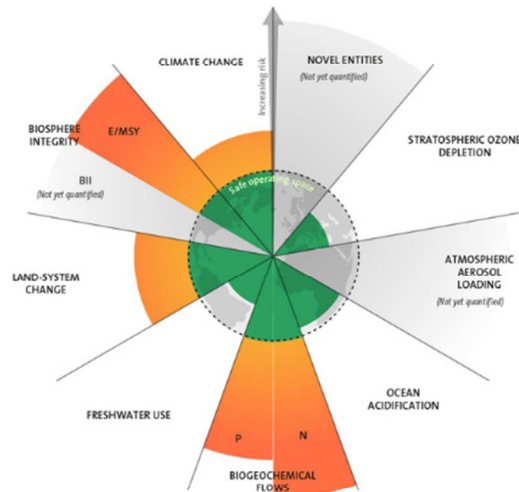 CLIMATE CHANGE
Increasing risk
NOVEL ENTITIES
(Not yet quantified)
STRATOSPHERIC OZONE
DEPLETION
ATMOSPHERIC
AEROSOL
LOADING
(Not yet quantified)
OCEAN
ACIDIFICATION
N
P
BIOGEOCHEMICAL
FLOWS
FRESHWATER USE
LAND-SYSTEM
CHANGE
BIOSPHERE
INTEGRITY
E/MSY
BII
(Not yet quantified)
Safe operating space